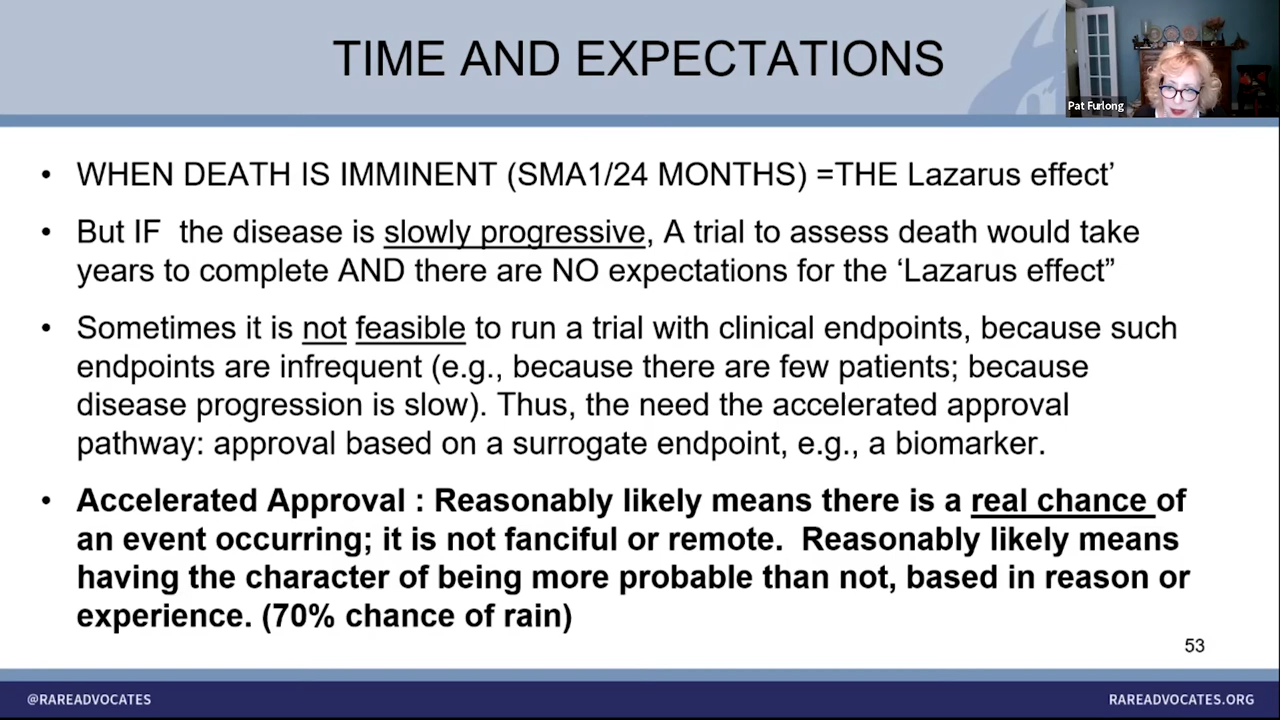 TIME AND EXPECTATIONS
Pat Furlong
• WHEN DEATH IS IMMINENT (SMA1/24 MONTHS) =THE Lazarus effect’
• But IF  the disease is slowly progressive, A trial to assess death would take
years to complete AND there are NO expectations for the ‘Lazarus effect”
• Sometimes it is not feasible to run a trial with clinical endpoints, because such
endpoints are infrequent (e.g., because there are few patients; because
disease progression is slow). Thus, the need the accelerated approval
pathway: approval based on a surrogate endpoint, e.g., a biomarker.
• Accelerated Approval : Reasonably likely means there is a real chance of
an event occurring; it is not fanciful or remote.  Reasonably likely means
having the character of being more probable than not, based in reason or
experience. (70% chance of rain)
53
@RAREADVOCATES
RAREADVOCATES.ORG